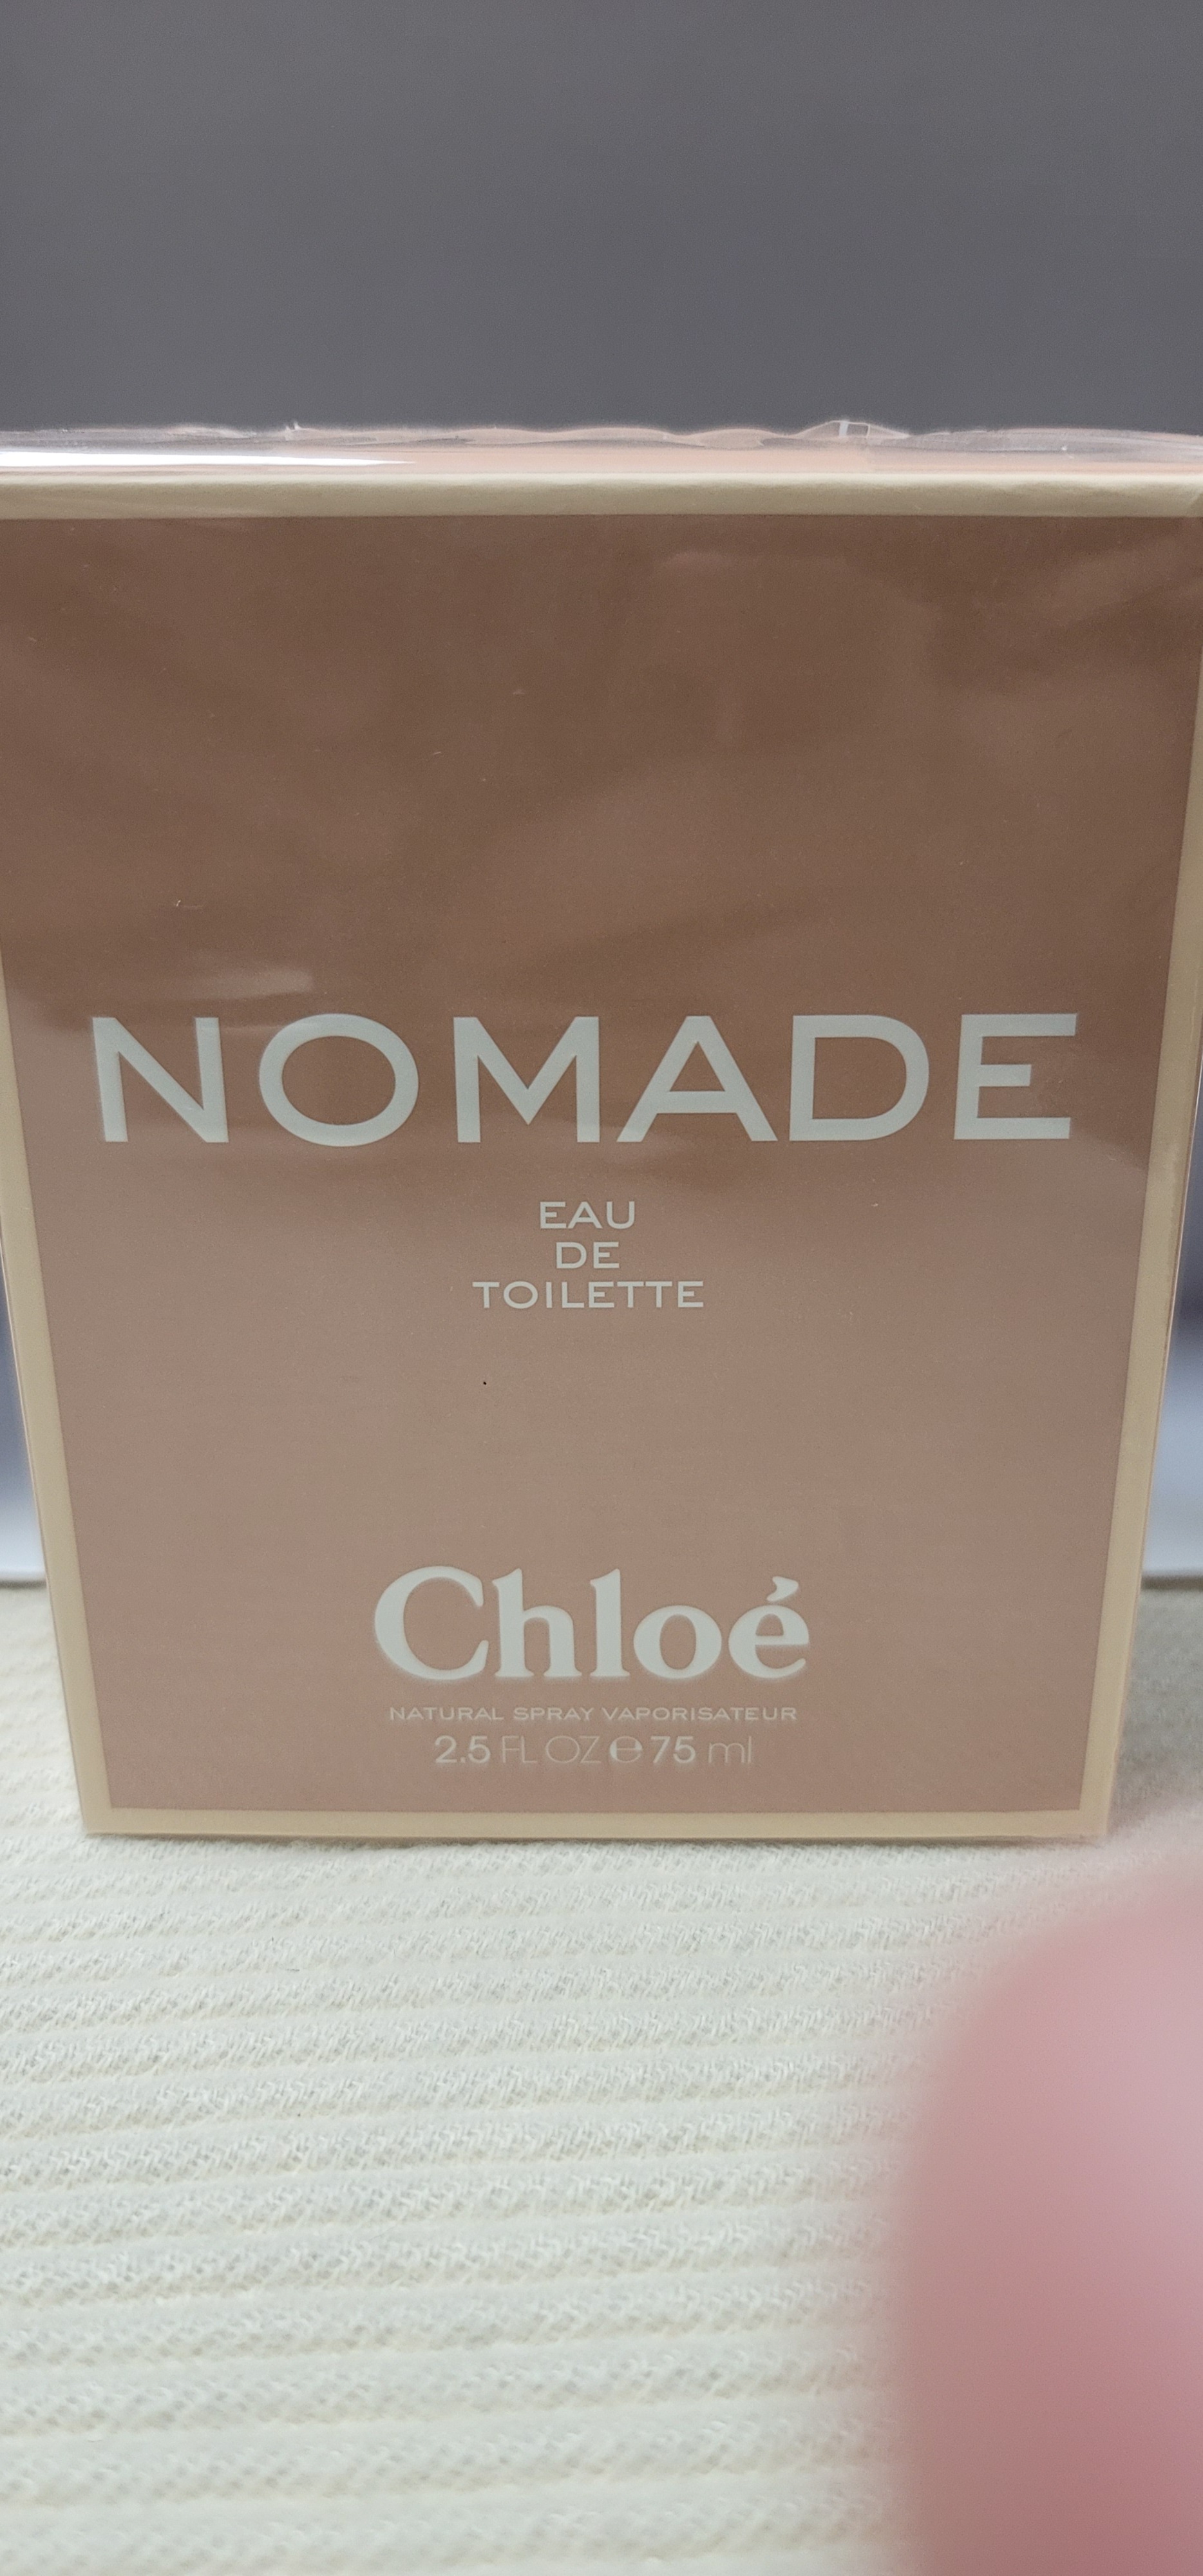 NOMADE
EAU
DE
TOILETTE
Chloé
NATURAL SPRAY VAPORISATEUR
2.5 FL OZ ℮ 75 ml